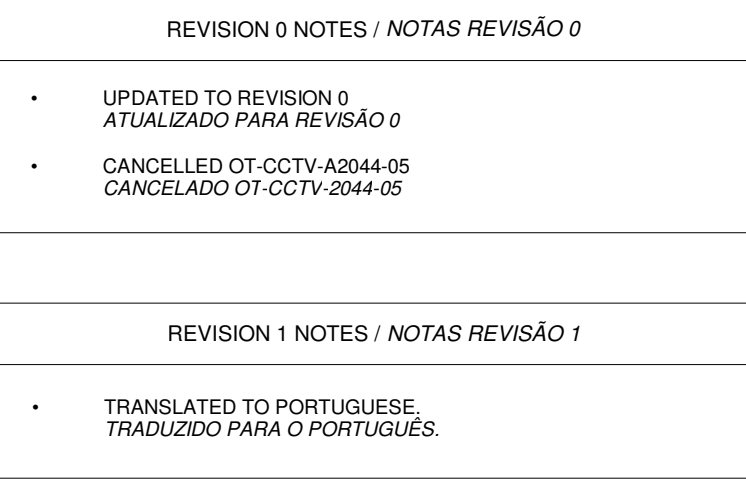 REVISION 0 NOTES / NOTAS REVISÃO 0
• UPDATED TO REVISION 0
ATUALIZADO PARA REVISÃO 0
• CANCELLED OT-CCTV-A2044-05
CANCELADO OT-CCTV-2044-05
REVISION 1 NOTES / NOTAS REVISÃO 1
• TRANSLATED TO PORTUGUESE.
TRADUZIDO PARA O PORTUGUÊS.